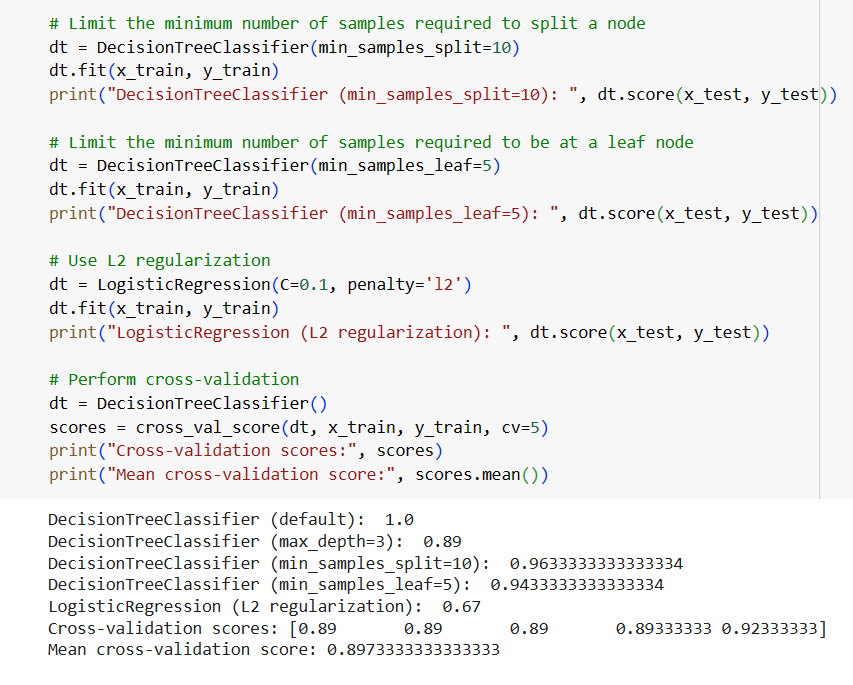 # Limit the minimum number of samples required to split a node
dt = DecisionTreeClassifier(min_samples_split=10)
dt.fit(x_train, y_train)
print("DecisionTreeClassifier (min_samples_split=10): ", dt.score(x_test, y_test))
# Limit the minimum number of samples required to be at a leaf node
dt = DecisionTreeClassifier(min_samples_leaf=5)
dt.fit(x_train, y_train)
print("DecisionTreeClassifier (min_samples_leaf=5): ", dt.score(x_test, y_test))
# Use L2 regularization
dt = LogisticRegression(C=0.1, penalty='l2')
dt.fit(x_train, y_train)
print("LogisticRegression (L2 regularization): ", dt.score(x_test, y_test))
# Perform cross-validation
dt = DecisionTreeClassifier()
scores = cross_val_score(dt, x_train, y_train, cv=5)
print("Cross-validation scores:", scores)
print("Mean cross-validation score:", scores.mean())
DecisionTreeClassifier (default):  1.0
DecisionTreeClassifier (max_depth=3):  0.89
DecisionTreeClassifier (min_samples_split=10):  0.9633333333333334
DecisionTreeClassifier (min_samples_leaf=5):  0.9433333333333334
LogisticRegression (L2 regularization):  0.67
Cross-validation scores: [0.89       0.89       0.89       0.89333333 0.92333333]
Mean cross-validation score: 0.8973333333333333